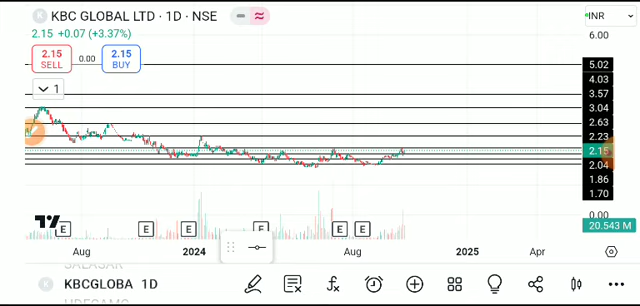 KBC GLOBAL LTD · 1D · NSE
INR
2.15 +0.07 (+3.37%)
6.00
2.15
SELL
0.00
2.15
BUY
5.02
4.03
1
3.57
3.04
2.63
2.23
2.15
2.04
1.86
1.70
0.00
20.543 M
E
E
E
E
E
E
Aug
2024
Aug
2025
Apr
SALASAR
KBCGLOBA 1D